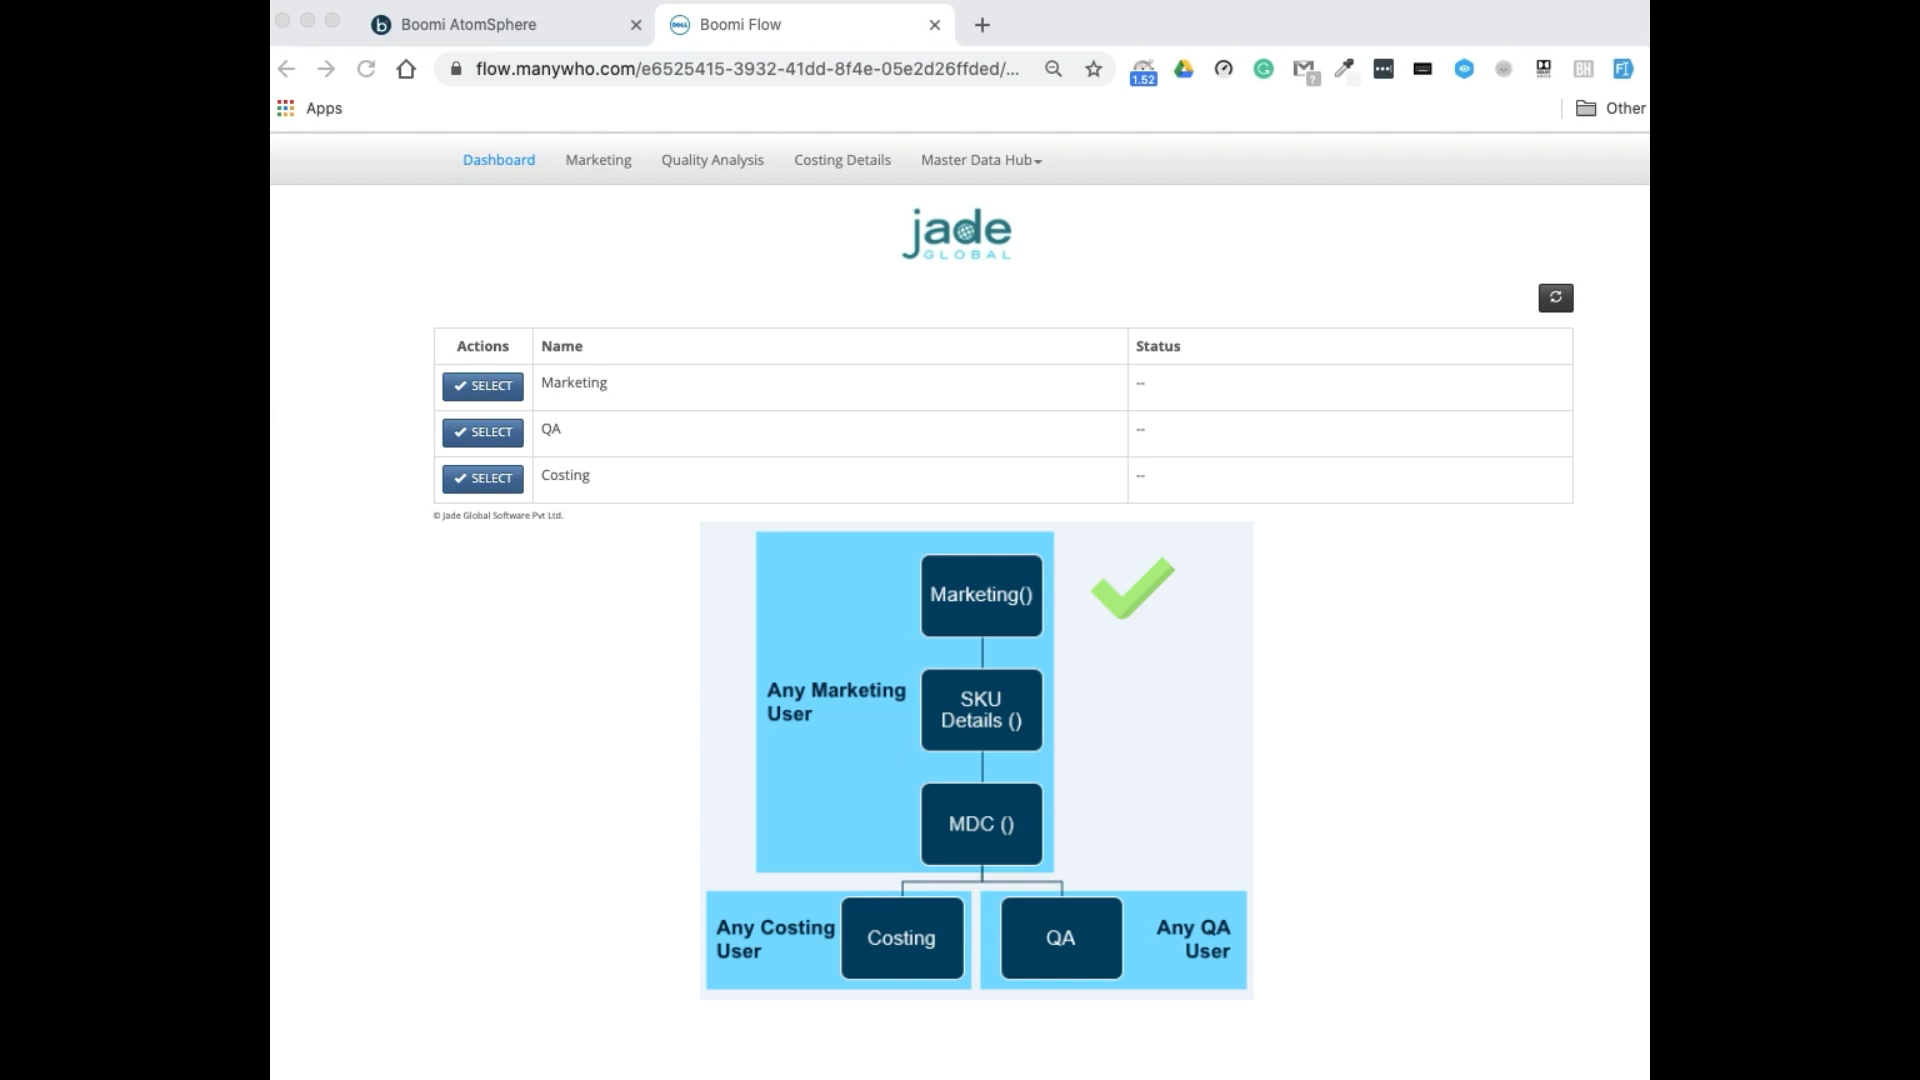 Boomi AtomSphere
Boomi Flow
flow.manywho.com/e6525415-3932-41dd-8f4e-05e2d26ffded/...
1.52
Apps
Other
Dashboard Marketing Quality Analysis Costing Details Master Data Hub
jade
GLOBAL
Actions Name Status
SELECT Marketing --
SELECT QA --
SELECT Costing --
© Jade Global Software Pvt Ltd.
Marketing()
Any Marketing
User
SKU
Details ()
MDC ()
Any Costing
User
Costing
QA
Any QA
User